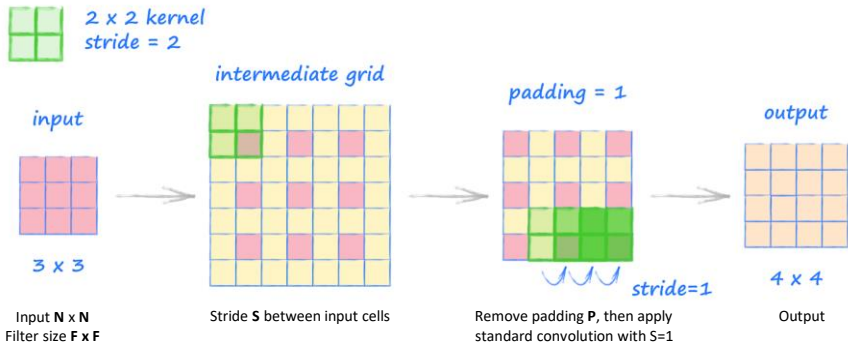 2 x 2 kernel
stride = 2
input
intermediate grid
padding = 1
output
3 x 3
stride=1
4 x 4
Input N x N
Filter size F x F
Stride S between input cells
Remove padding P, then apply
standard convolution with S=1
Output